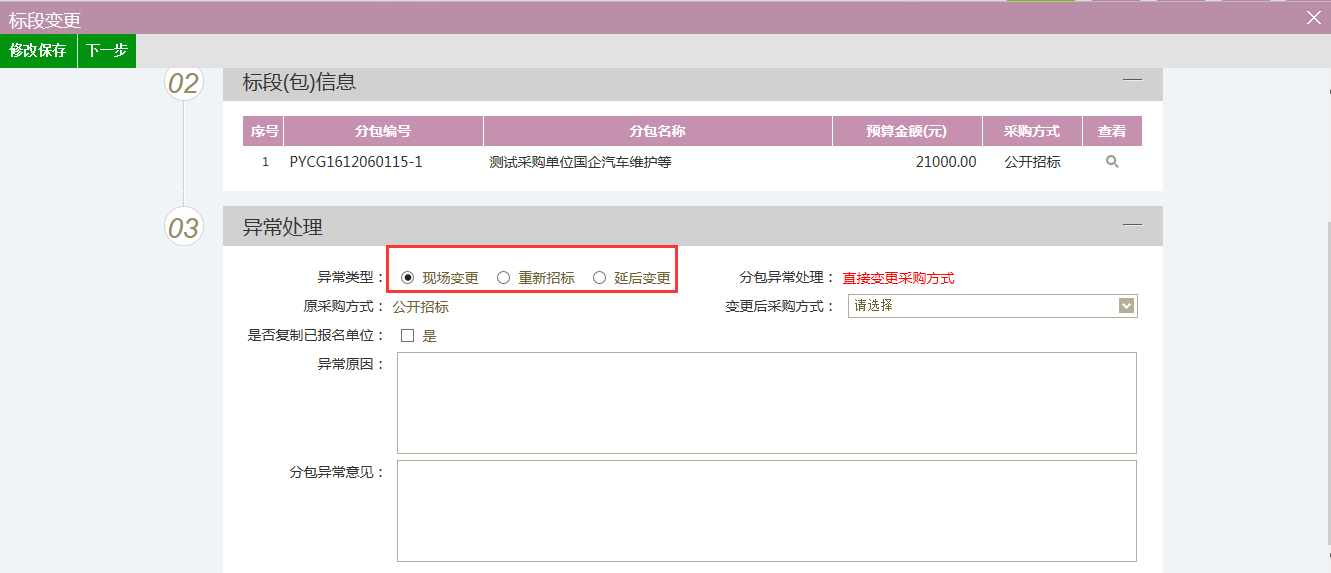 标段变更
修改保存 下一步
02 标段(包)信息
序号 分包编号 分包名称 预算金额(元) 采购方式 查看
1 PYCG1612060115-1 测试采购单位国企汽车维护等 21000.00 公开招标
03 异常处理
异常类型： 现场变更 重新招标 延后变更 分包异常处理： 直接变更采购方式
原采购方式： 公开招标 变更后采购方式： 请选择
是否复制已报名单位： 是
异常原因：
分包异常意见：